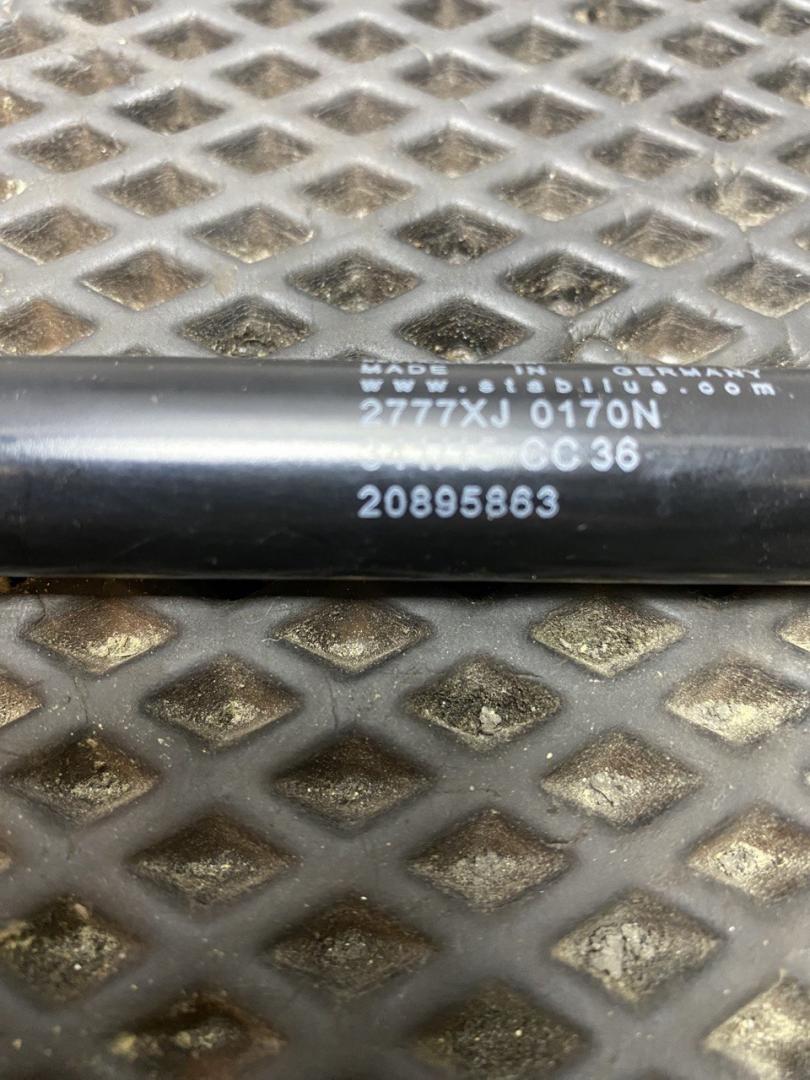 MADE IN GERMANY
www.stabilus.com
2777XJ 0170N
CC 36
20895863